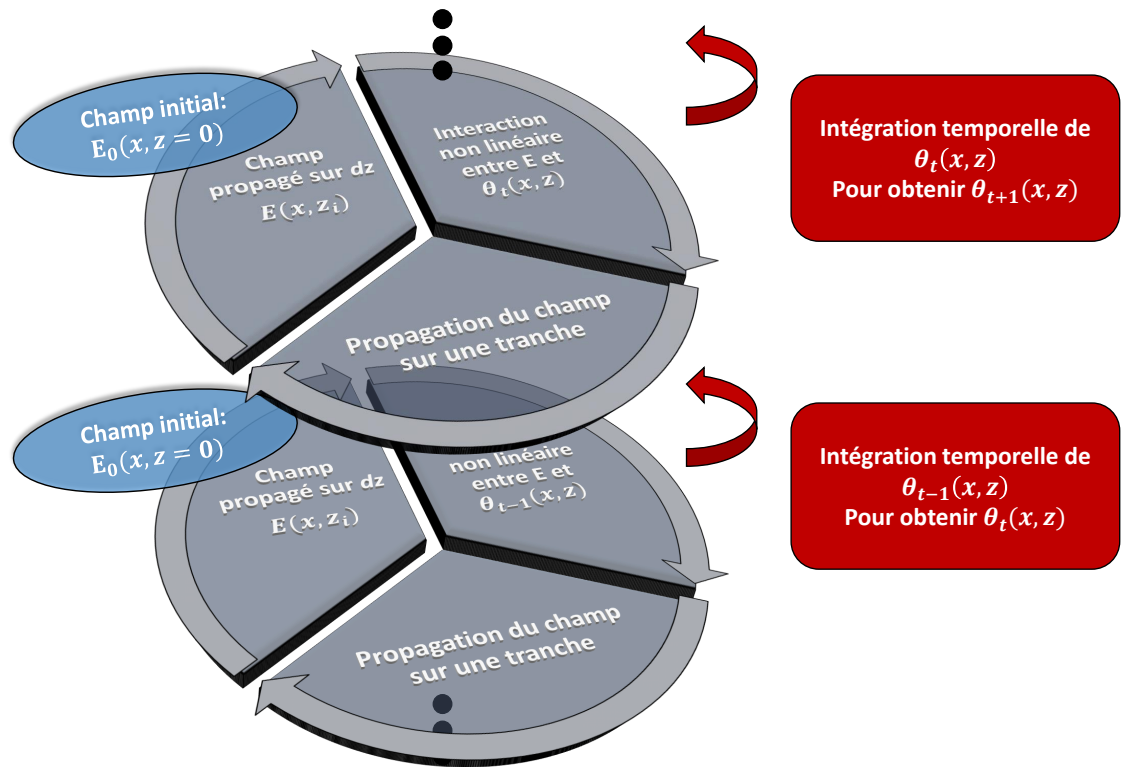 Champ initial:
E₀(x, z = 0)
Champ
propagé sur dz
E(x, zᵢ)
Interaction
non linéaire
entre E et
θₜ(x, z)
Propagation du champ
sur une tranche
Intégration temporelle de
θₜ(x, z)
Pour obtenir θₜ₊₁(x, z)
Champ initial:
E₀(x, z = 0)
Champ
propagé sur dz
E(x, zᵢ)
non linéaire
entre E et
θₜ₋₁(x, z)
Propagation du champ
sur une tranche
Intégration temporelle de
θₜ₋₁(x, z)
Pour obtenir θₜ(x, z)